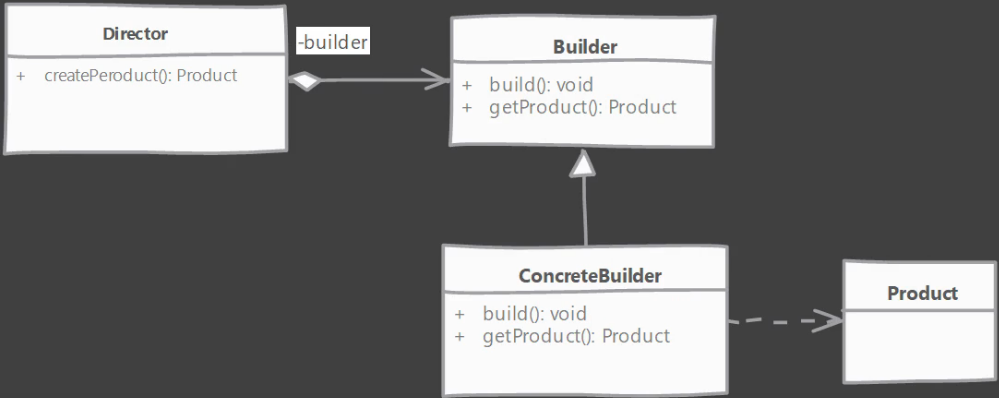 Director
+ createPeroduct(): Product
-builder
Builder
+ build(): void
+ getProduct(): Product
ConcreteBuilder
+ build(): void
+ getProduct(): Product
Product